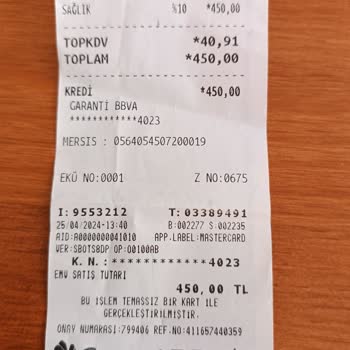 SAĞLIK %10 *450,00
TOPKDV *40,91
TOPLAM *450,00
KREDİ *450,00
GARANTİ BBVA
************4023
MERSIS : 0564054507200019
EKÜ NO:0001 Z NO:0675
I: 9553212 T: 03389491
25/04/2024-13:40 B:002277 S:002235
AID:A0000000041010 APP.LABEL:MASTERCARD
VER:SBOTSBDP OP:00100AB
K. N. :************4023
EMV SATIŞ TUTARI
450,00 TL
BU İŞLEM TEMASSIZ BİR KART İLE
GERÇEKLEŞTİRİLMİŞTİR.
ONAY NUMARASI:799406 REF.NO:411657440359